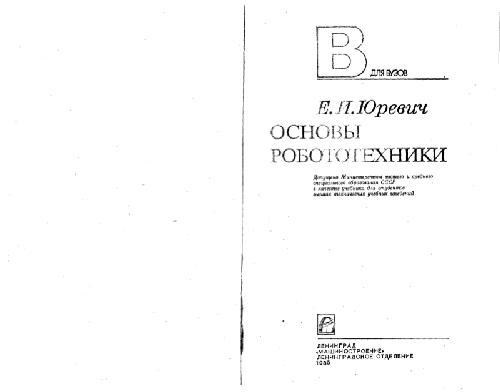 В
ДЛЯ ВУЗОВ
Е.И.Юревич
ОСНОВЫ
РОБОТОТЕХНИКИ
Допущено Министерством высшего и среднего
специального образования СССР
в качестве учебника для студентов
высших технических учебных заведений
ЛЕНИНГРАД
«МАШИНОСТРОЕНИЕ»
ЛЕНИНГРАДСКОЕ ОТДЕЛЕНИЕ